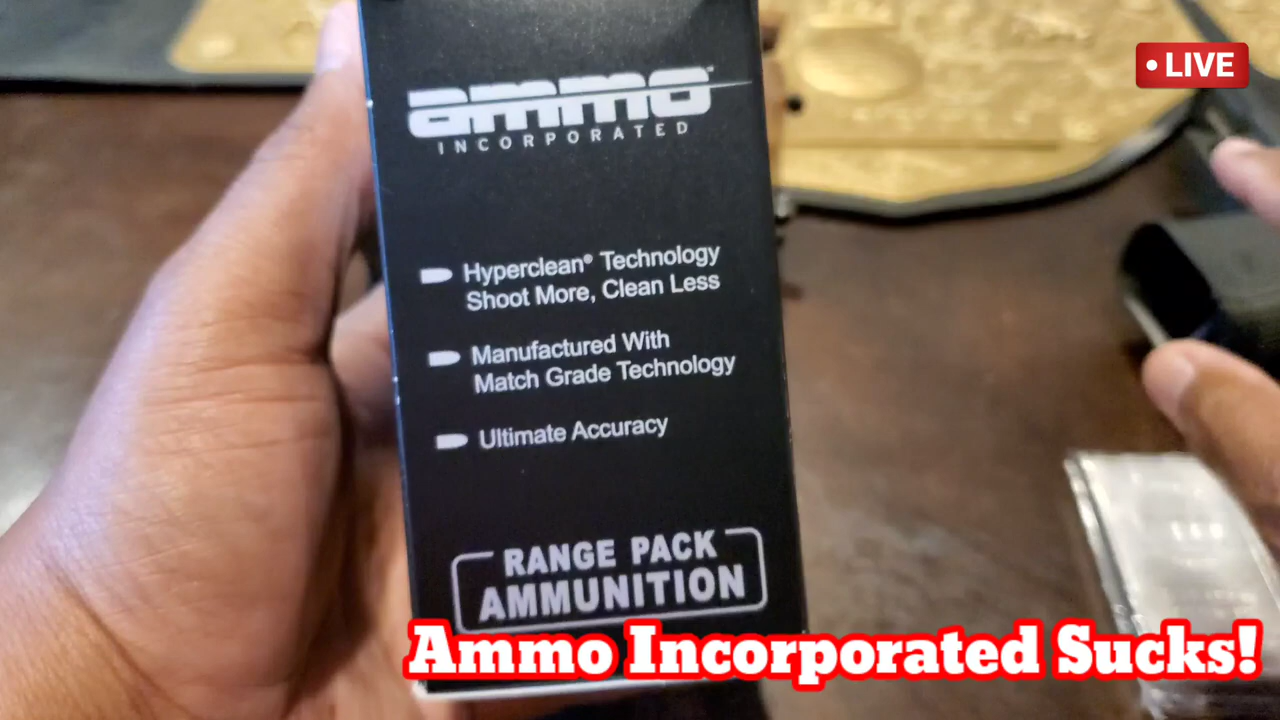 • LIVE
ammo™
INCORPORATED
Hyperclean® Technology
Shoot More, Clean Less
Manufactured With
Match Grade Technology
Ultimate Accuracy
RANGE PACK
AMMUNITION
Ammo Incorporated Sucks!